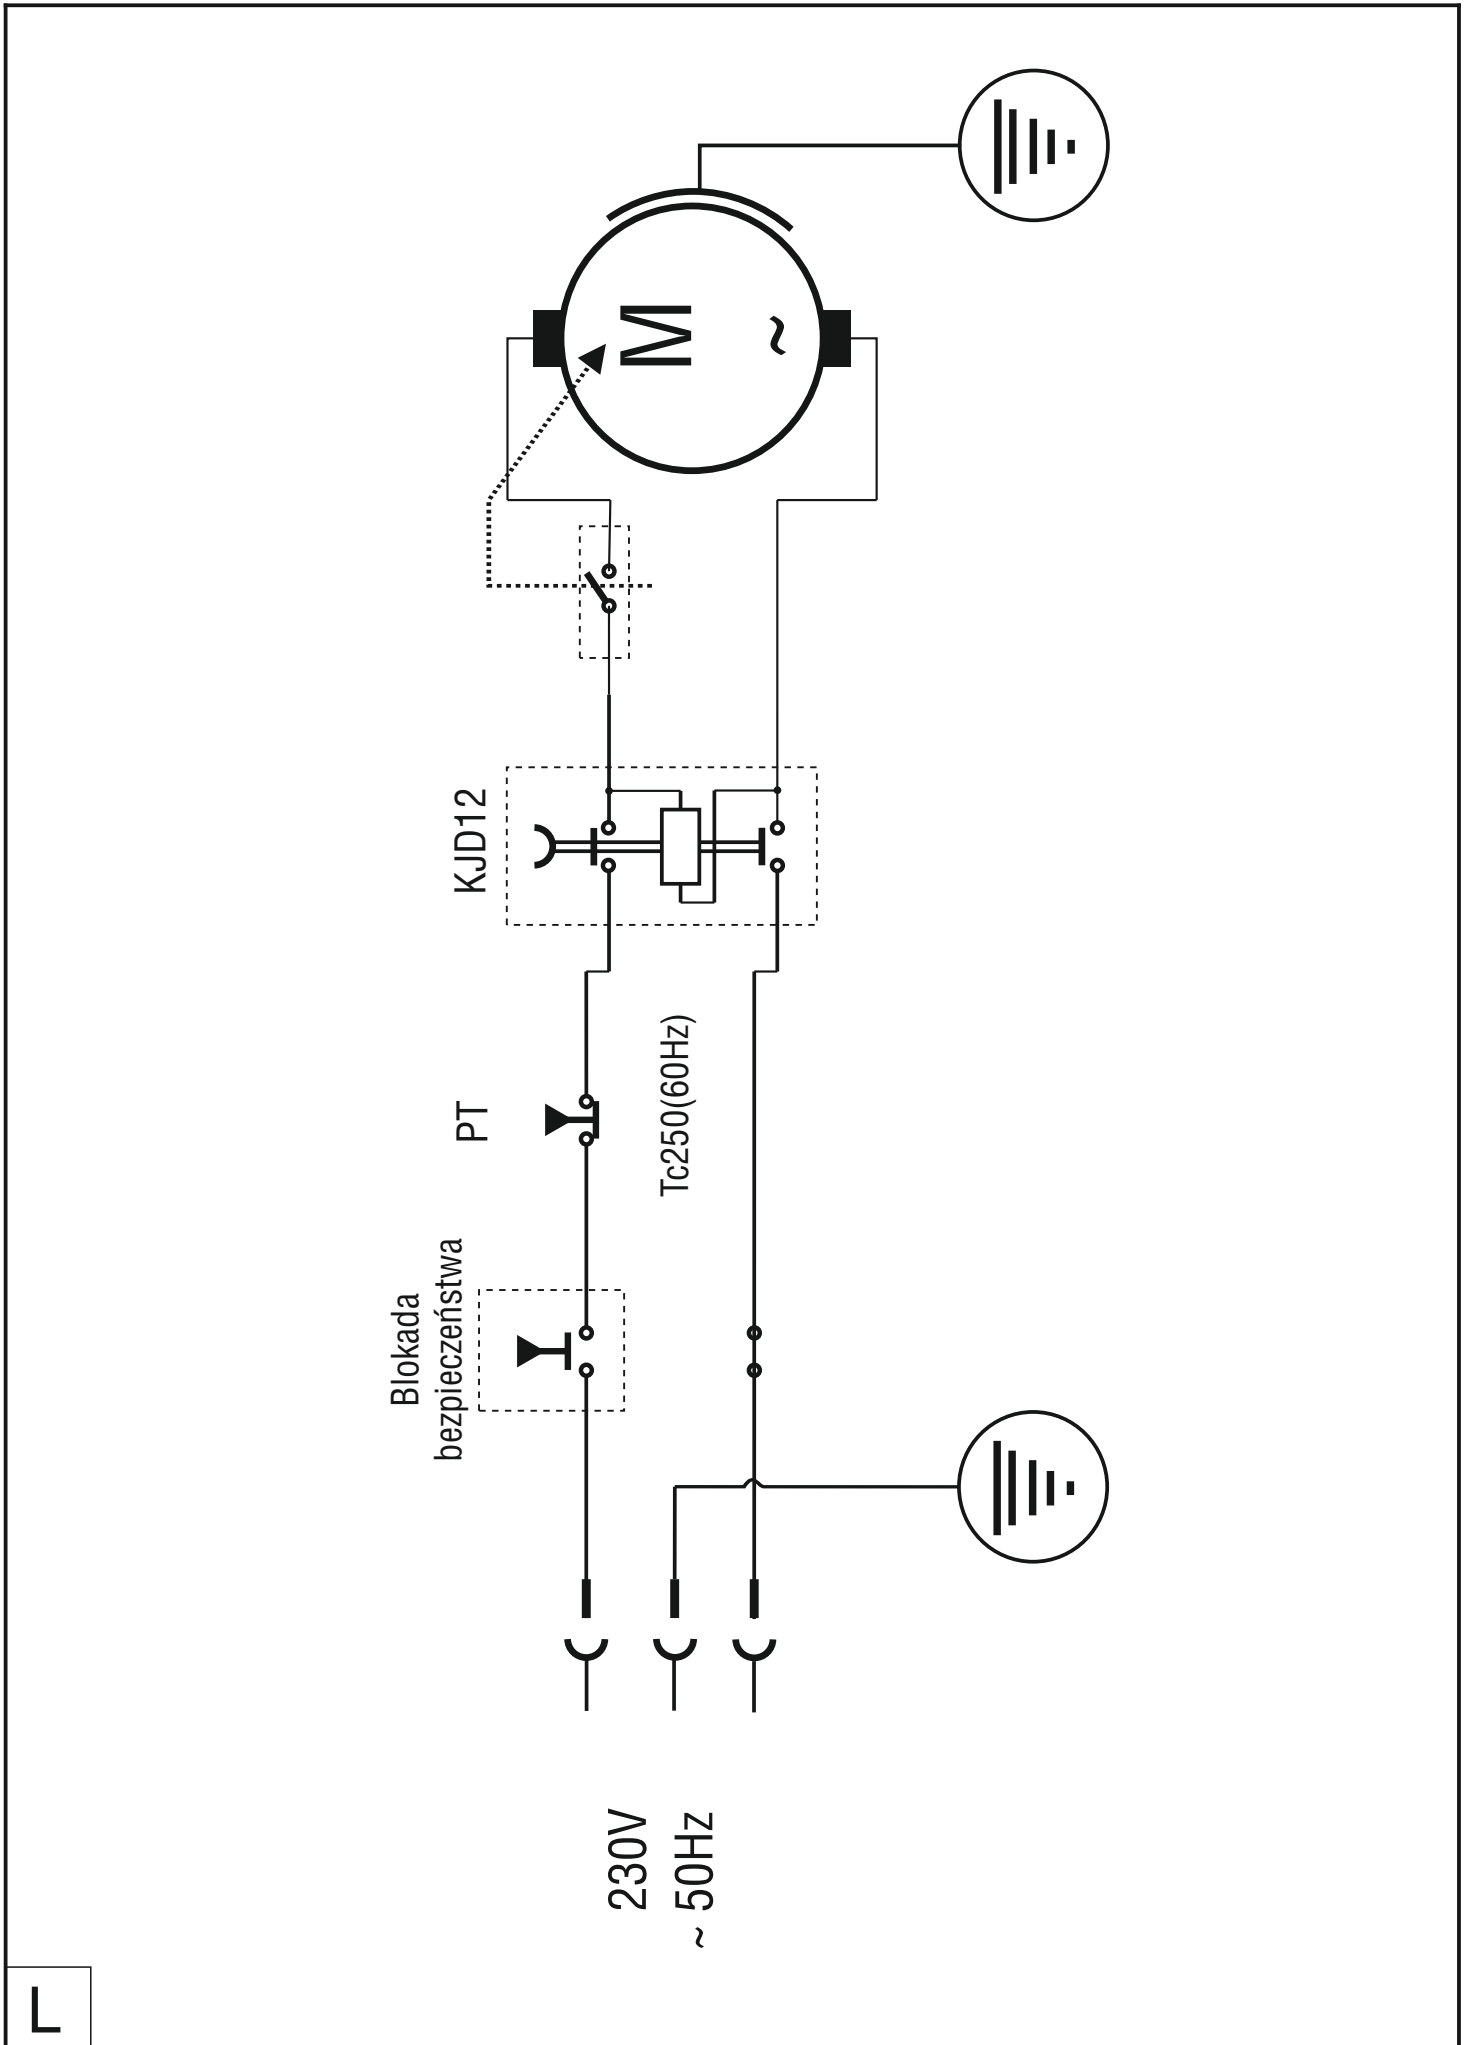 230V
~ 50Hz
Blokada
bezpieczeństwa
PT
Tc250(60Hz)
KJD12
M
~
L